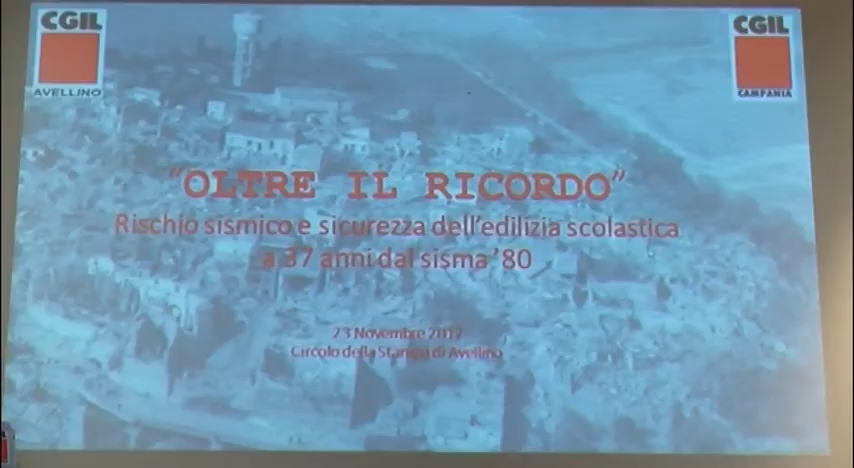 CGIL
AVELLINO
CGIL
CAMPANIA
"OLTRE IL RICORDO"
Rischio sismico e sicurezza dell'edilizia scolastica
a 37 anni dal sisma '80
23 Novembre 2017
Circolo della Stampa di Avellino